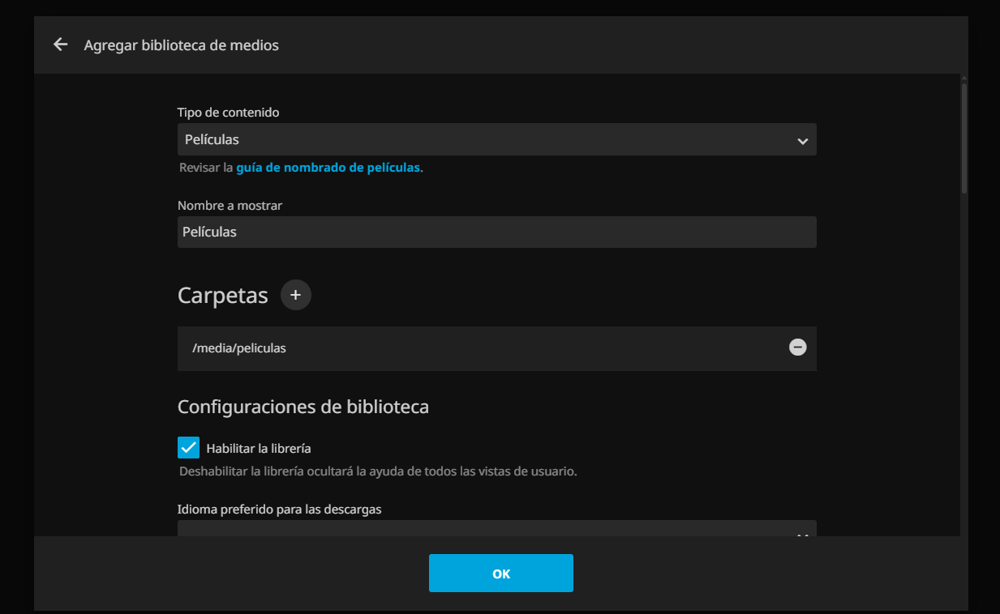 Agregar biblioteca de medios
Tipo de contenido
Películas
Revisar la guía de nombrado de películas.
Nombre a mostrar
Películas
Carpetas
/media/peliculas
Configuraciones de biblioteca
Habilitar la librería
Deshabilitar la librería ocultará la ayuda de todos las vistas de usuario.
Idioma preferido para las descargas
OK